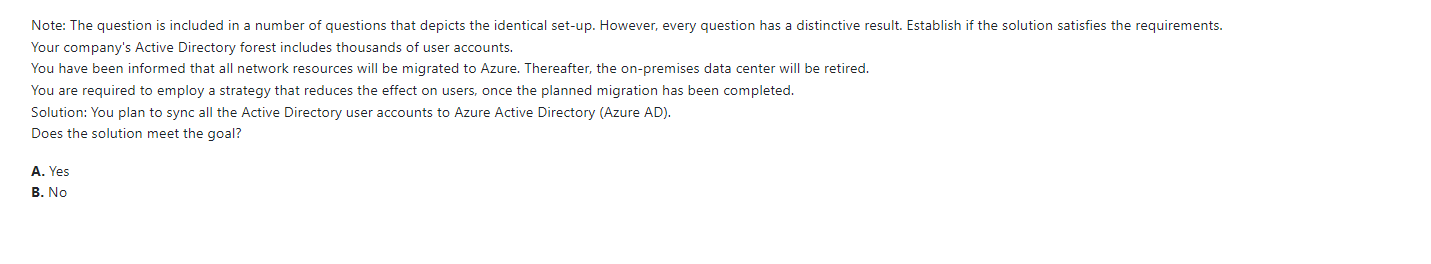 Note: The question is included in a number of questions that depicts the identical set-up. However, every question has a distinctive result. Establish if the solution satisfies the requirements.
Your company's Active Directory forest includes thousands of user accounts.
You have been informed that all network resources will be migrated to Azure. Thereafter, the on-premises data center will be retired.
You are required to employ a strategy that reduces the effect on users, once the planned migration has been completed.
Solution: You plan to sync all the Active Directory user accounts to Azure Active Directory (Azure AD).
Does the solution meet the goal?
A. Yes
B. No